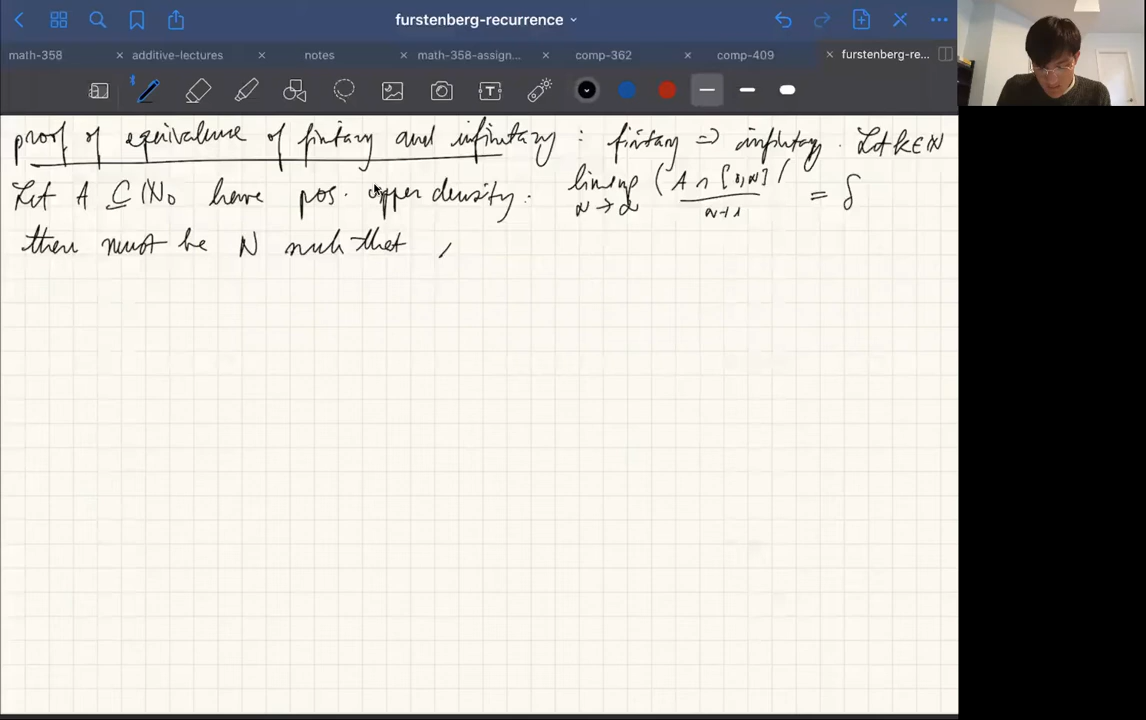 furstenberg-recurrence
math-358
additive-lectures
notes
math-358-assign...
comp-362
comp-409
furstenberg-re...
proof of equivalence of finitary and infinitary : finitary => infinitary. Let k∈N
Let A ⊆ N₀ have pos. upper density. limsup N→∞ |A ∩ [0,N]| / N+1 = δ
then must be N such that